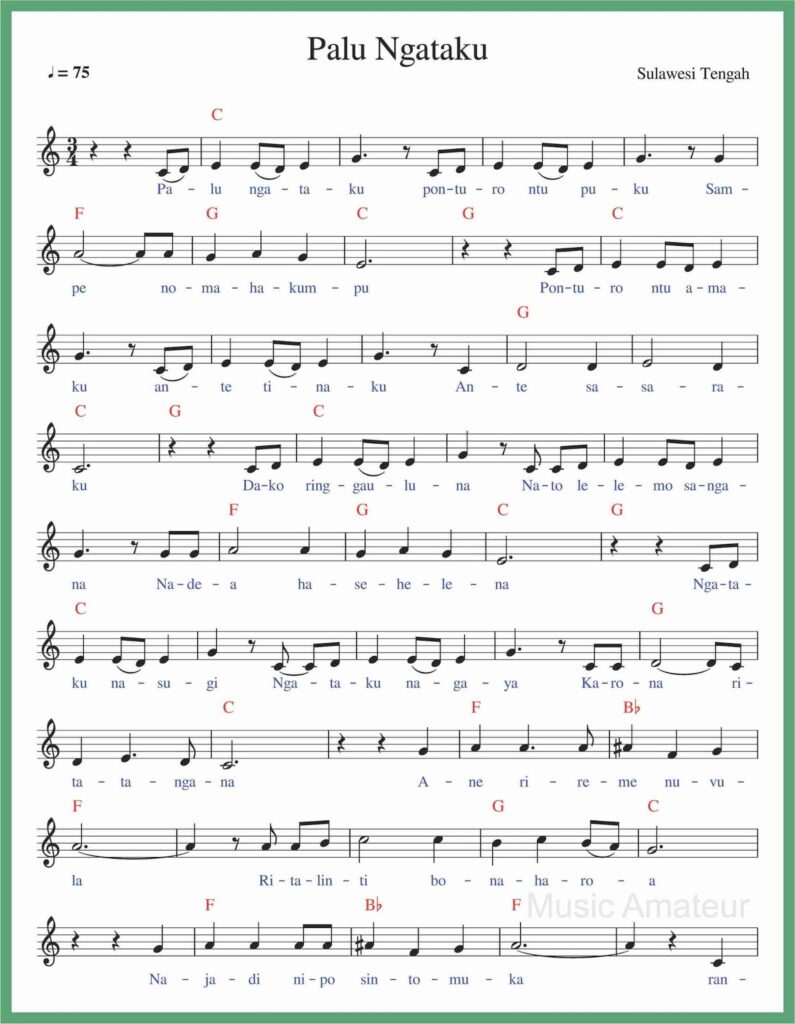 Palu Ngataku
♩ = 75
Sulawesi Tengah
C
3
4
Pa- lu nga- ta- ku pon- tu- ro ntu pu- ku Sam-
F G C G C
pe no- ma- ha- kum- pu Pon- tu- ro ntu a- ma-
G
ku an- te ti- na- ku An- te sa- sa- ra-
C G C
ku Da- ko ring- gau- lu- na Na- to le- le- mo sa- nga-
F G C G
na Na- de- a ha- se- he- le- na Nga- ta-
C G
ku na- su- gi Nga- ta- ku na- ga- ya Ka- ro- na ri-
C F B♭
ta- ta- nga- na A- ne ri- re- me nu- vu-
F G C
la Ri- ta- lin- ti bo- na- ha- ro- a
Music Amateur
F B♭ F
Na- ja- di ni- po sin- to- mu- ka ran-